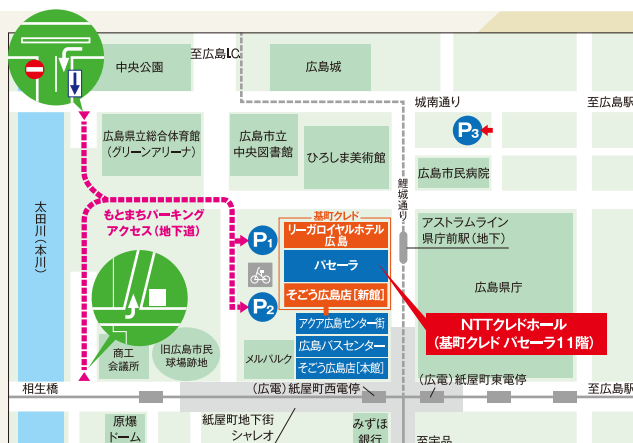 至広島I.C
中央公園
広島城
城南通り
至広島駅
P3
広島県立総合体育館
(グリーンアリーナ)
広島市立
中央図書館
ひろしま美術館
広島市民病院
鯉城通り
太田川(本川)
もとまちパーキング
アクセス(地下道)
基町クレド
P1
リーガロイヤルホテル
広島
パセーラ
そごう広島店[新館]
P2
アストラムライン
県庁前駅(地下)
広島県庁
NTTクレドホール
(基町クレド パセーラ11階)
アクア広島センター街
広島バスセンター
そごう広島店[本館]
商工
会議所
旧広島市民
球場跡地
メルパルク
相生橋
(広電)紙屋町西電停
(広電)紙屋町東電停
至広島駅
原爆
ドーム
紙屋町地下街
シャレオ
みずほ
銀行
至宇品